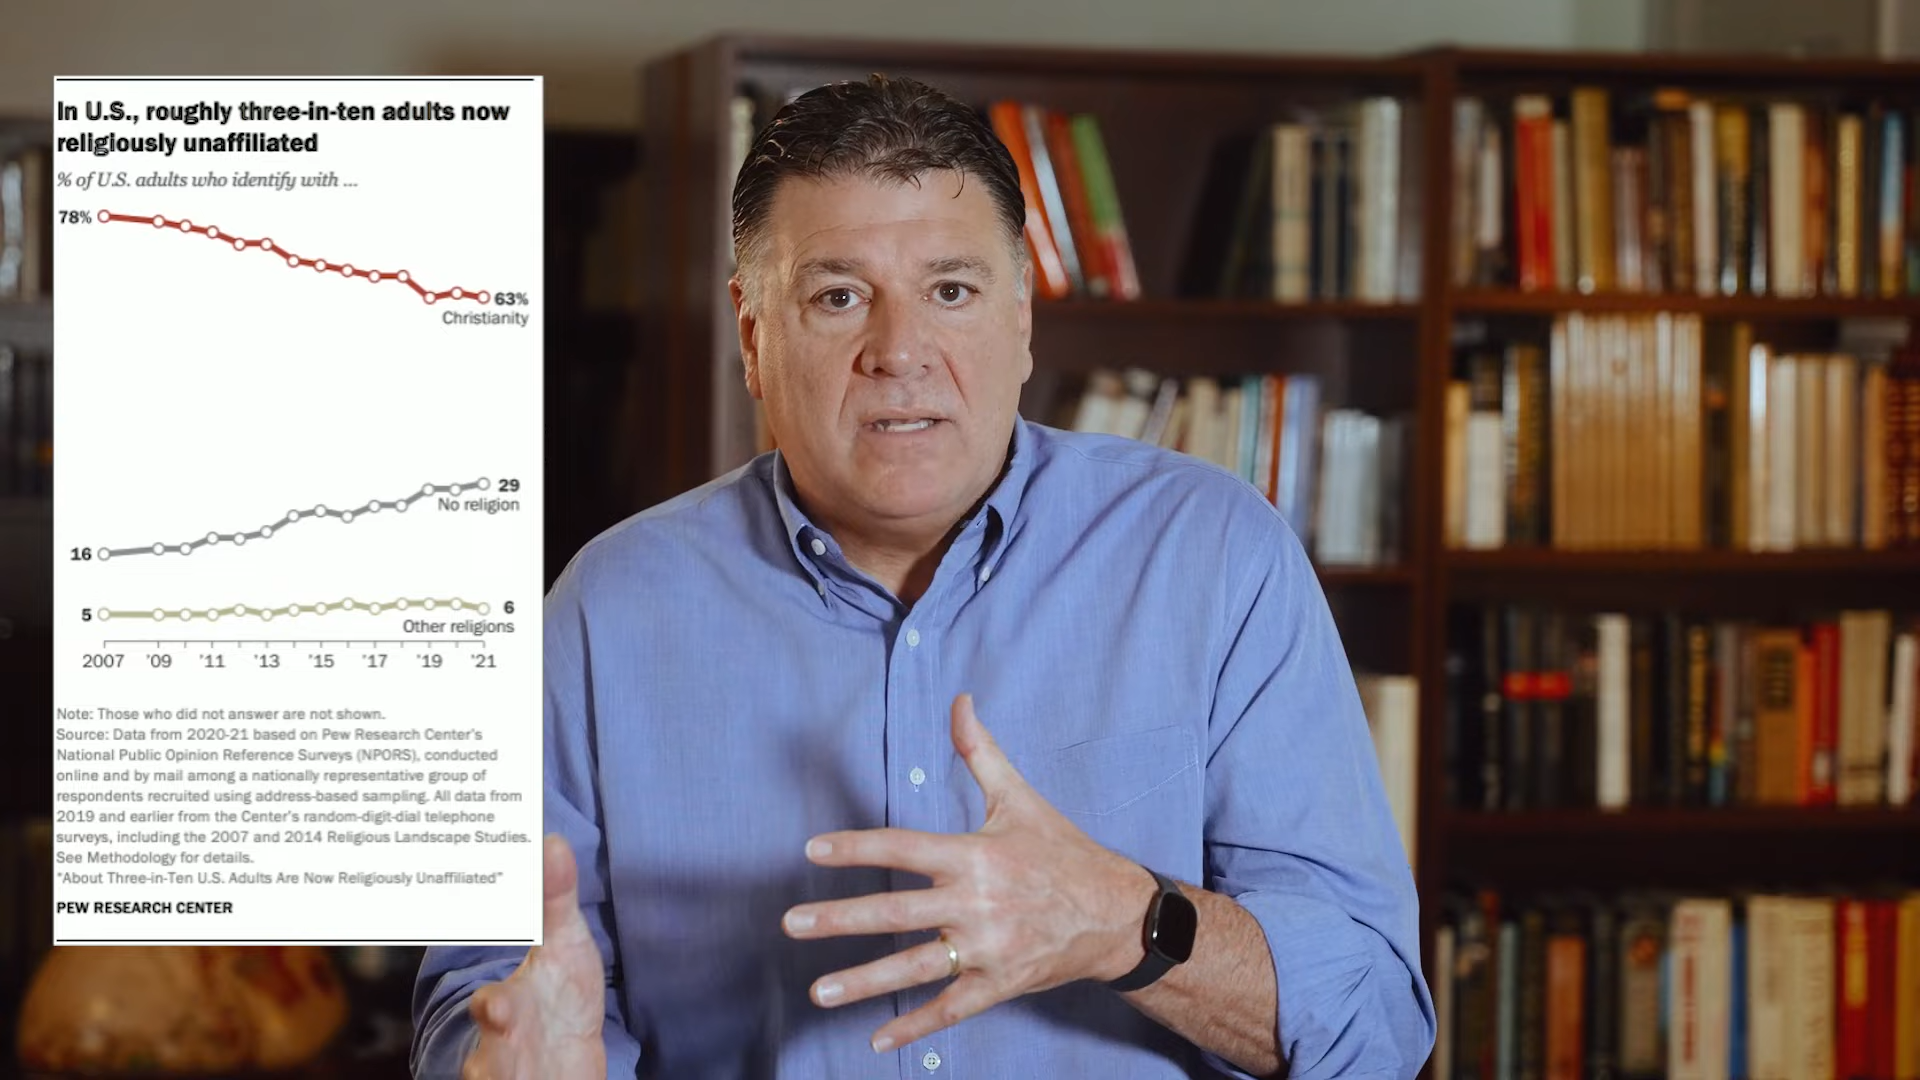 In U.S., roughly three-in-ten adults now
religiously unaffiliated
% of U.S. adults who identify with ...
78%
63%
Christianity
29
No religion
16
5
6
Other religions
2007 '09 '11 '13 '15 '17 '19 '21
Note: Those who did not answer are not shown.
Source: Data from 2020-21 based on Pew Research Center's
National Public Opinion Reference Surveys (NPORS), conducted
online and by mail among a nationally representative group of
respondents recruited using address-based sampling. All data from
2019 and earlier from the Center's random-digit-dial telephone
surveys, including the 2007 and 2014 Religious Landscape Studies.
See Methodology for details.
"About Three-in-Ten U.S. Adults Are Now Religiously Unaffiliated"
PEW RESEARCH CENTER